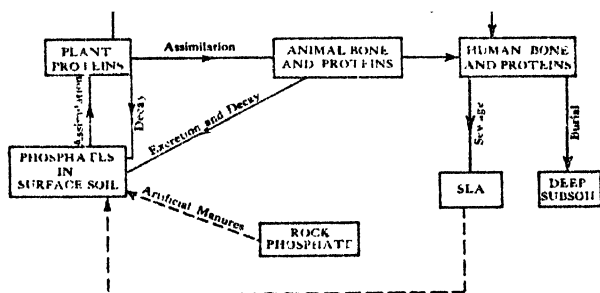 PLANT
PROTEINS
Assimilation
ANIMAL BONE
AND PROTEINS
HUMAN BONE
AND PROTEINS
Assimilation
Decay
Excretion and Decay
Sewage
Burial
PHOSPHATES
IN
SURFACE SOIL
Artificial Manures
ROCK
PHOSPHATE
SEA
DEEP
SUBSOIL